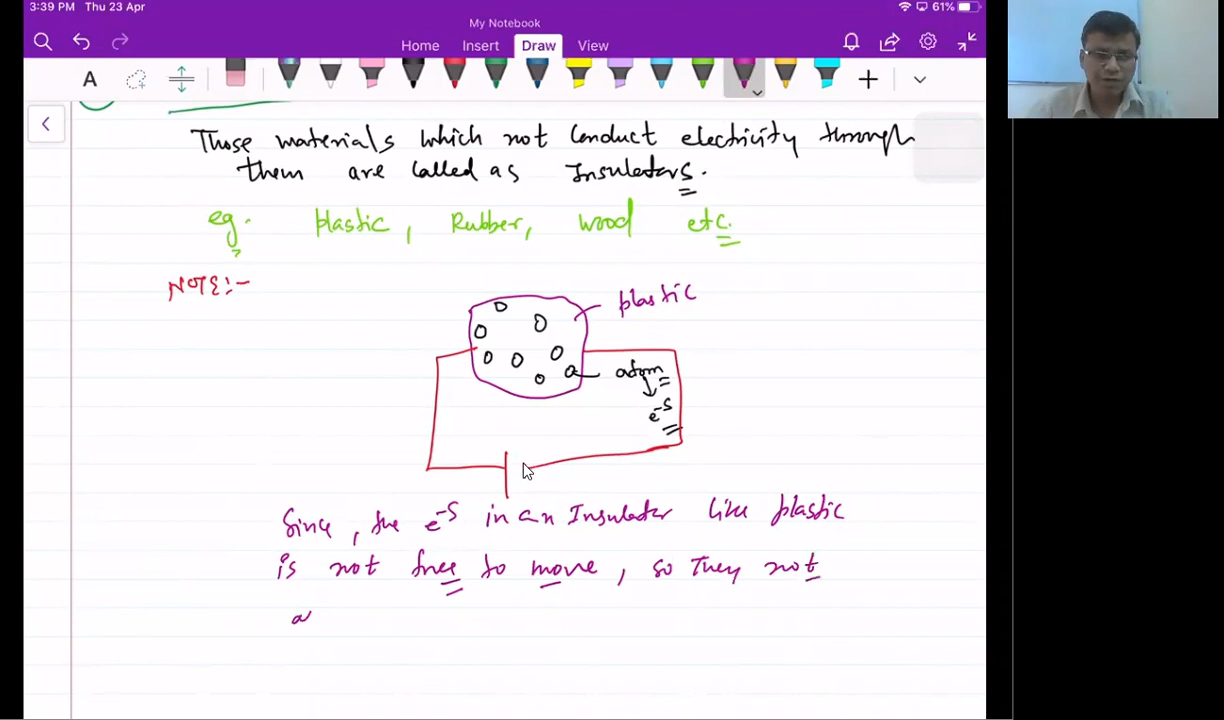 3:39 PM Thu 23 Apr
61%
My Notebook
Home Insert Draw View
A
Those materials which not conduct electricity through
them are called as Insulators.
eg. plastic, Rubber, wood etc.
NOTE:-
plastic
atom
e-s
Since, the e-s in an Insulator like plastic
is not free to move, so They not
a